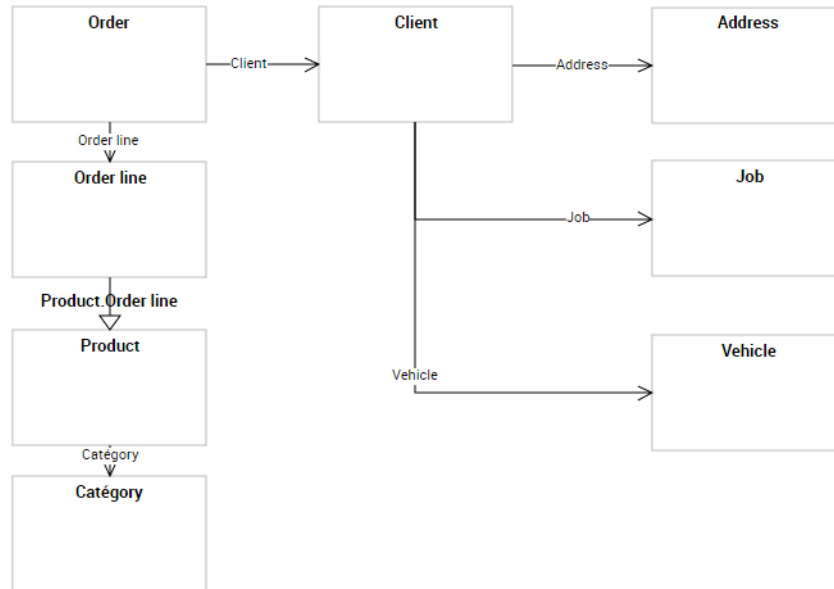 Order
Client
Address
Client
Address
Order line
Order line
Job
Job
Product.Order line
Product
Vehicle
Vehicle
Catégory
Catégory